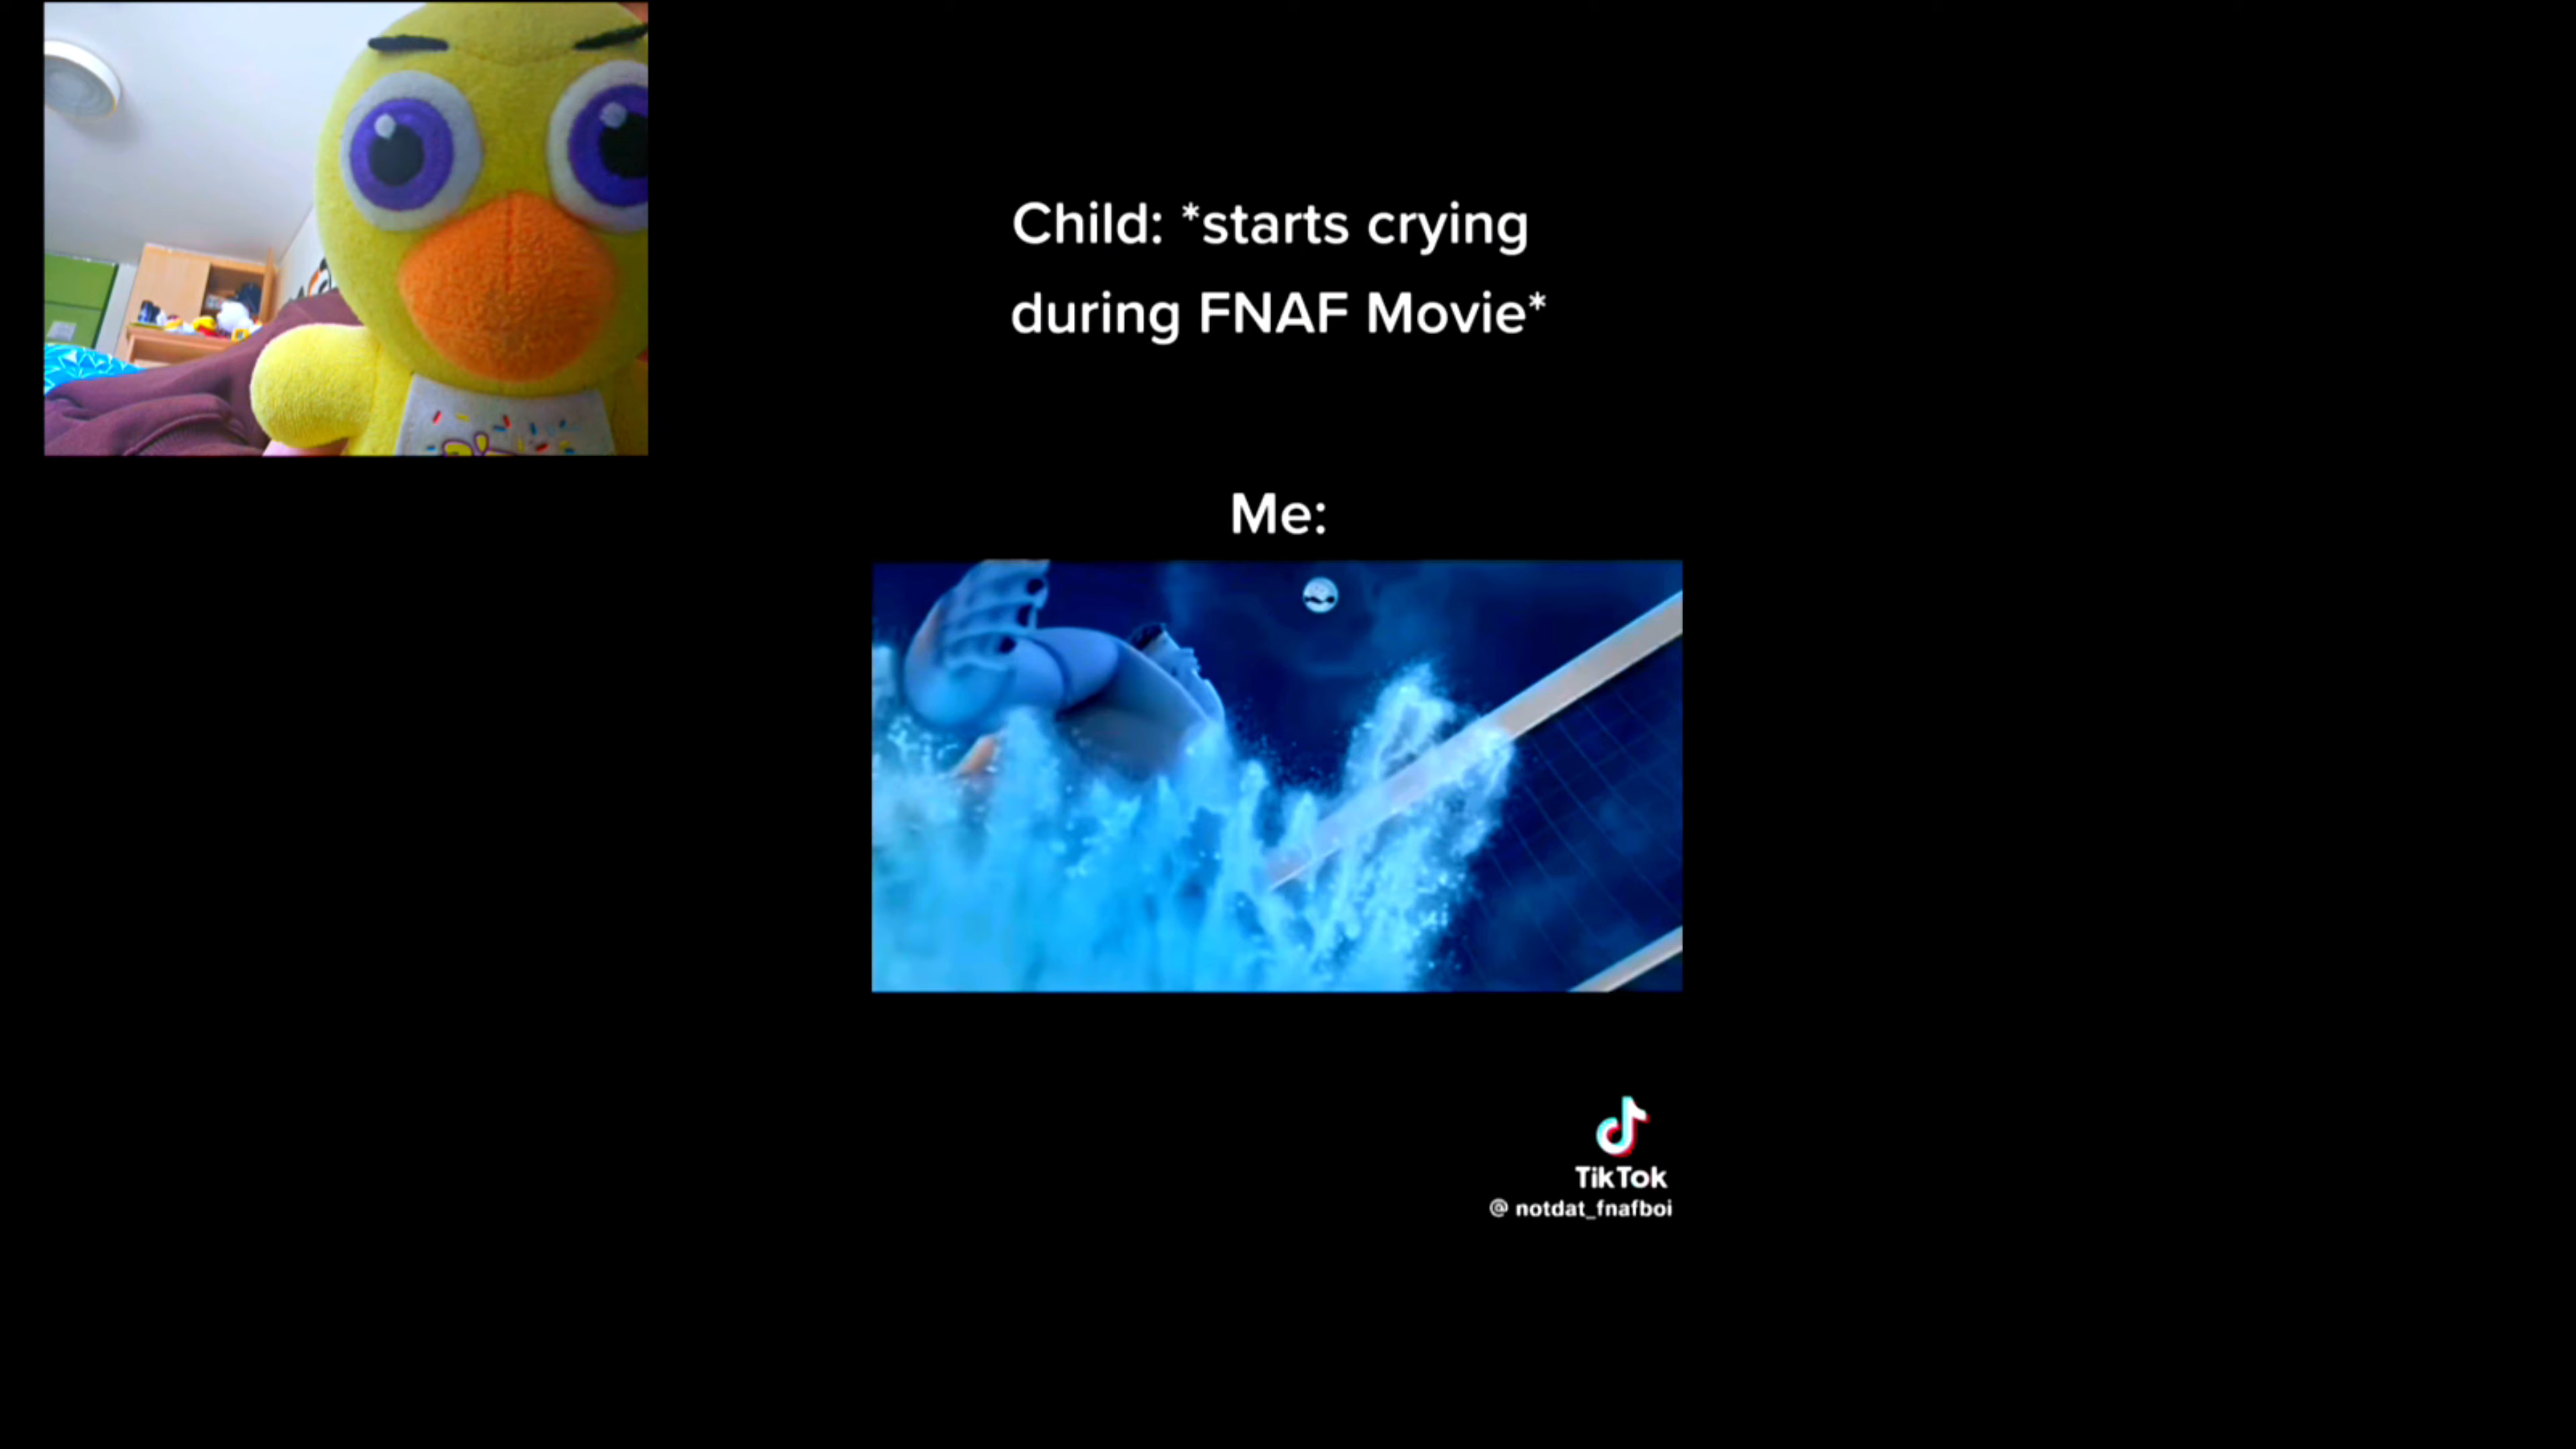 Child: *starts crying
during FNAF Movie*
Me:
TikTok
@ notdat_fnafboi